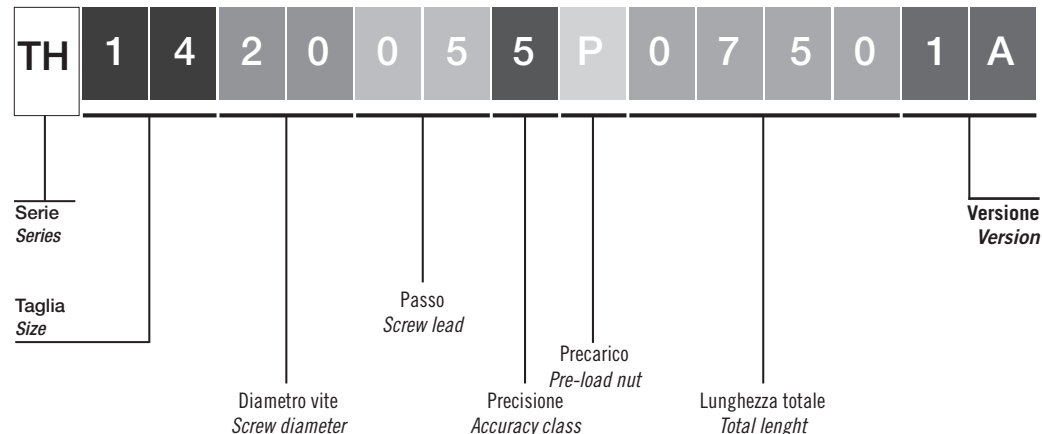 TH 1 4 2 0 0 5 5 P 0 7 5 0 1 A
Serie
Series
Versione
Version
Taglia
Size
Passo
Screw lead
Precarico
Pre-load nut
Diametro vite
Screw diameter
Precisione
Accuracy class
Lunghezza totale
Total lenght